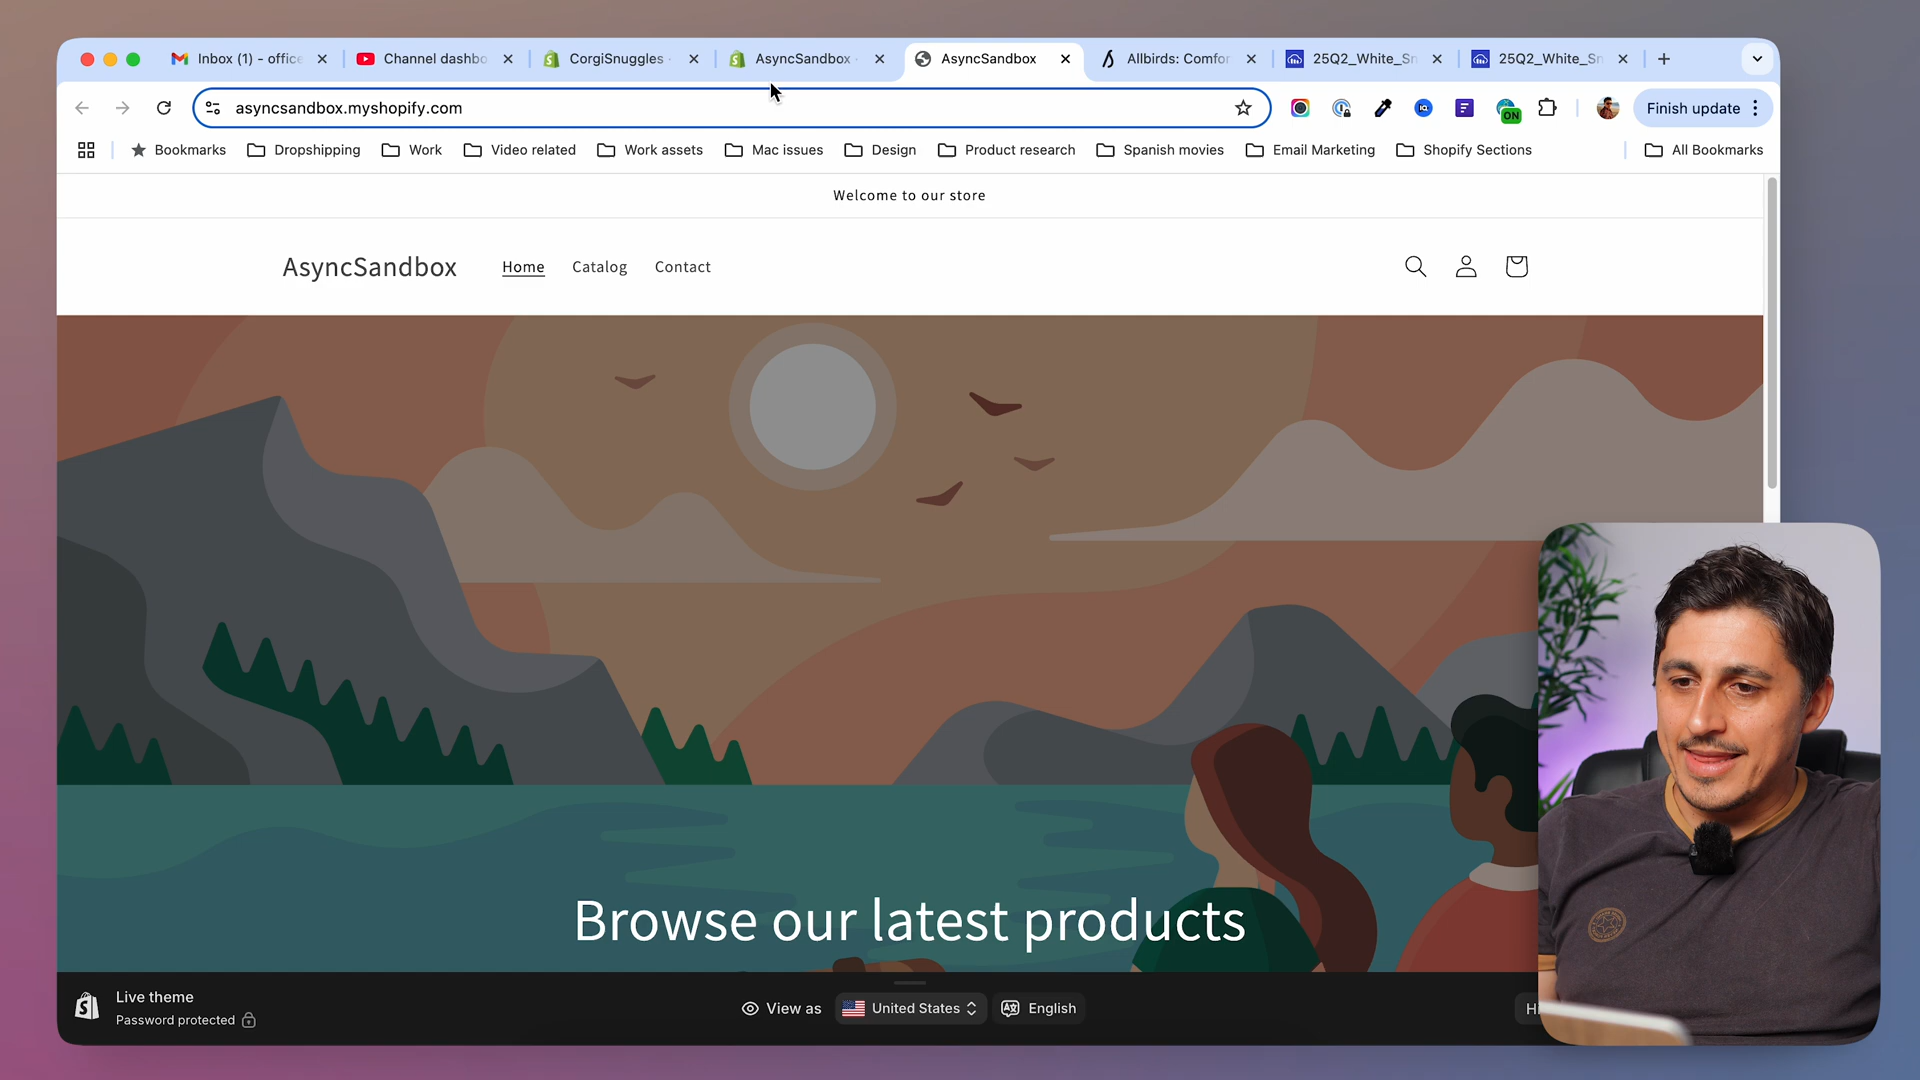 Inbox (1) - office
Channel dashbo
CorgiSnuggles
AsyncSandbox
AsyncSandbox
Allbirds: Comfor
25Q2_White_Sn
25Q2_White_Sn
asyncsandbox.myshopify.com
ON
Finish update
Bookmarks
Dropshipping
Work
Video related
Work assets
Mac issues
Design
Product research
Spanish movies
Email Marketing
Shopify Sections
All Bookmarks
Welcome to our store
AsyncSandbox
Home
Catalog
Contact
Browse our latest products
Live theme
Password protected
View as
United States
English